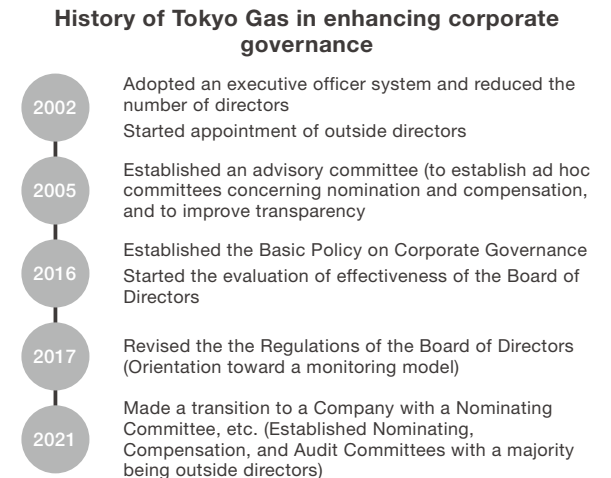 History of Tokyo Gas in enhancing corporate
governance
2002
Adopted an executive officer system and reduced the
number of directors
Started appointment of outside directors
2005
Established an advisory committee (to establish ad hoc
committees concerning nomination and compensation,
and to improve transparency
2016
Established the Basic Policy on Corporate Governance
Started the evaluation of effectiveness of the Board of
Directors
2017
Revised the the Regulations of the Board of Directors
(Orientation toward a monitoring model)
2021
Made a transition to a Company with a Nominating
Committee, etc. (Established Nominating,
Compensation, and Audit Committees with a majority
being outside directors)